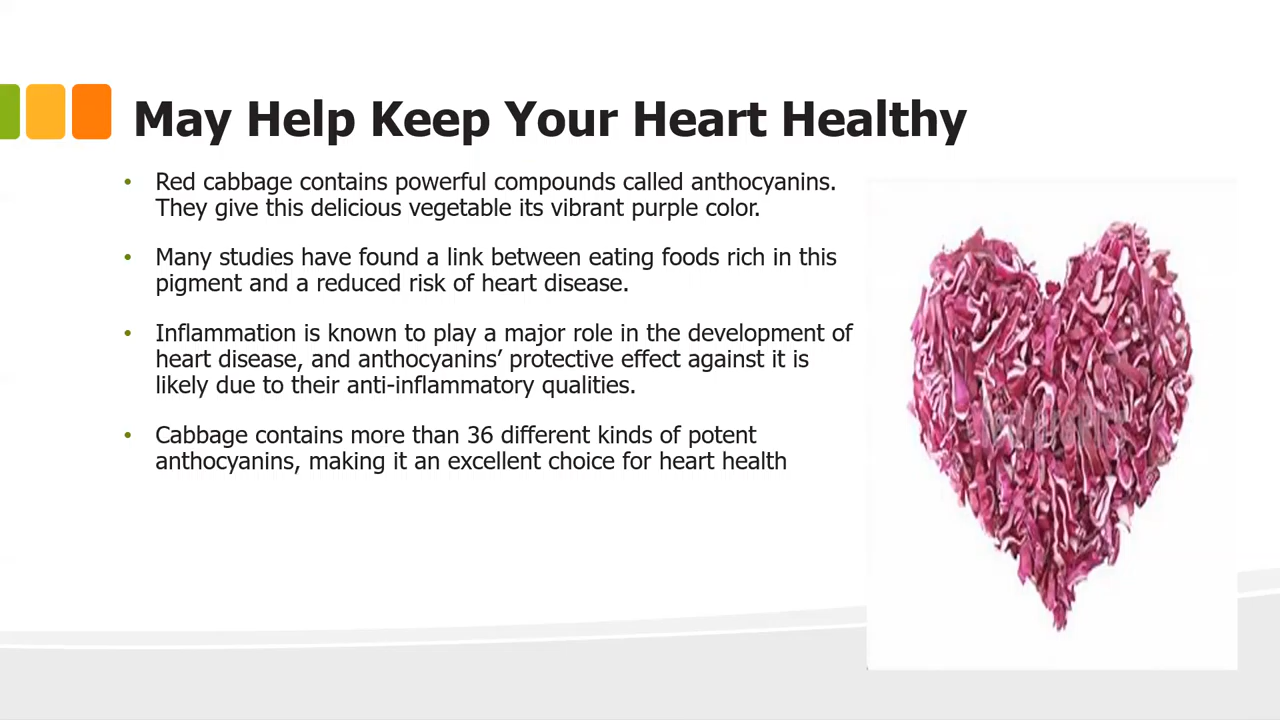 May Help Keep Your Heart Healthy
• Red cabbage contains powerful compounds called anthocyanins.
They give this delicious vegetable its vibrant purple color.
• Many studies have found a link between eating foods rich in this
pigment and a reduced risk of heart disease.
• Inflammation is known to play a major role in the development of
heart disease, and anthocyanins’ protective effect against it is
likely due to their anti-inflammatory qualities.
• Cabbage contains more than 36 different kinds of potent
anthocyanins, making it an excellent choice for heart health